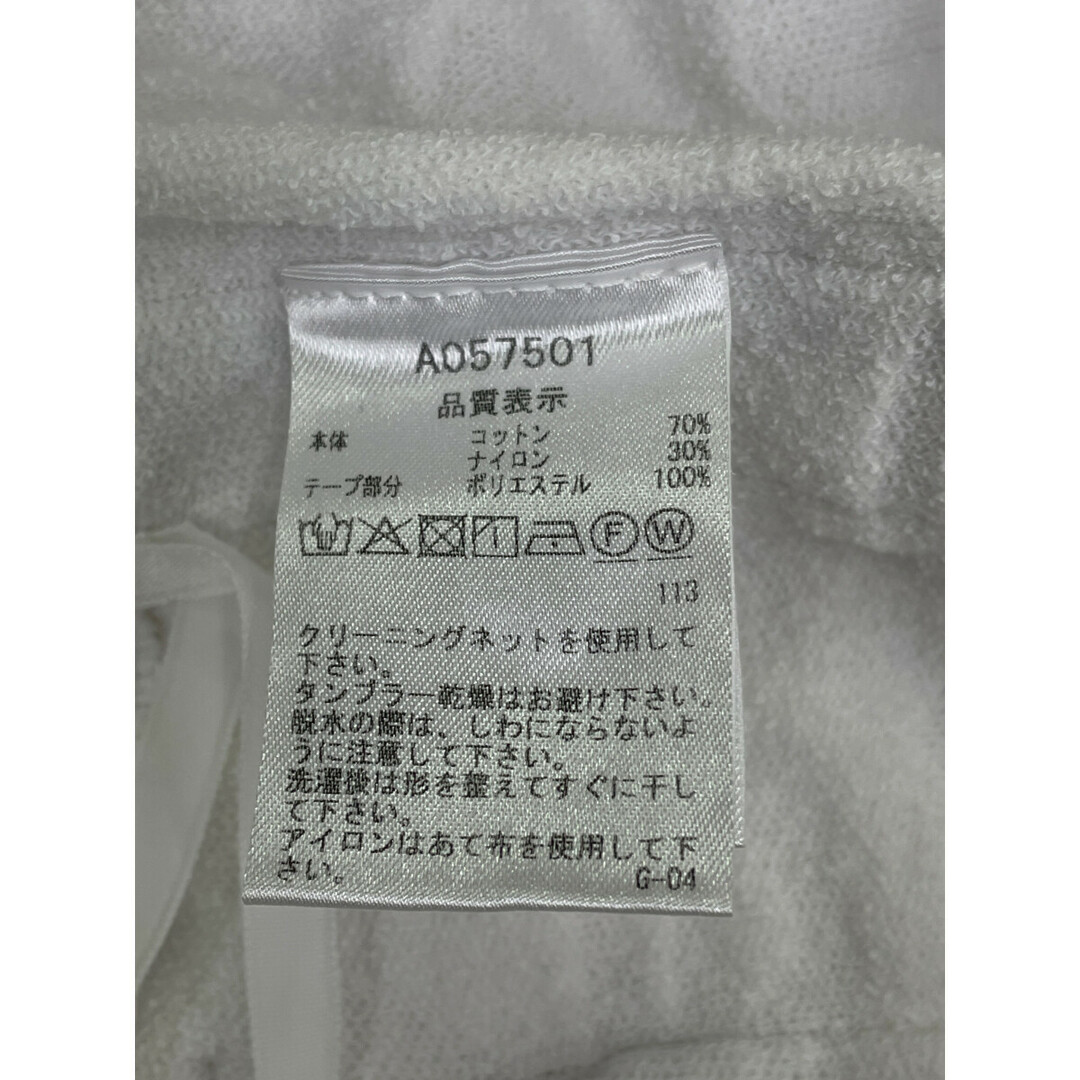 A057501
品質表示
本体 コットン 70%
ナイロン 30%
テープ部分 ポリエステル 100%
F W
113
クリーニングネットを使用して
下さい。
タンブラー乾燥はお避け下さい。
脱水の際は、しわにならないよ
うに注意して下さい。
洗濯後は形を整えてすぐに干し
て下さい。
アイロンはあて布を使用して下
さい。
G-04